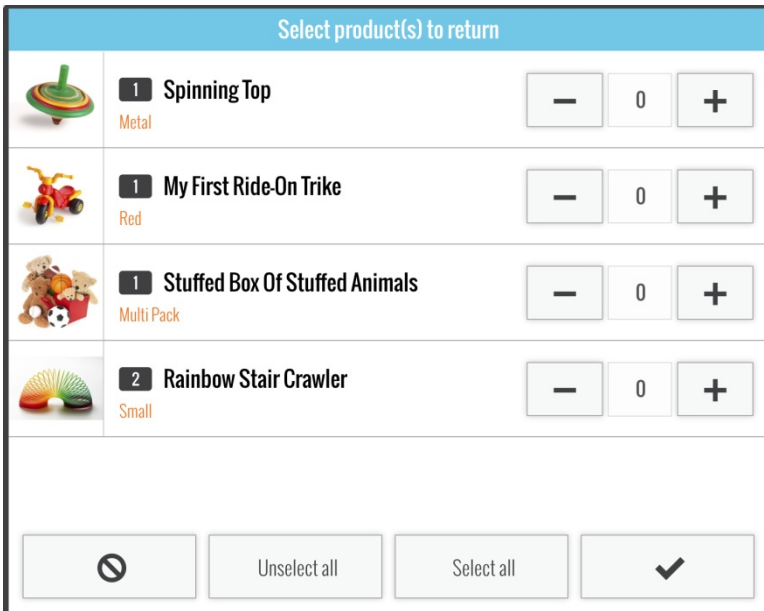 Select product(s) to return
1 Spinning Top
Metal
0
1 My First Ride-On Trike
Red
0
1 Stuffed Box Of Stuffed Animals
Multi Pack
0
2 Rainbow Stair Crawler
Small
0
Unselect all
Select all